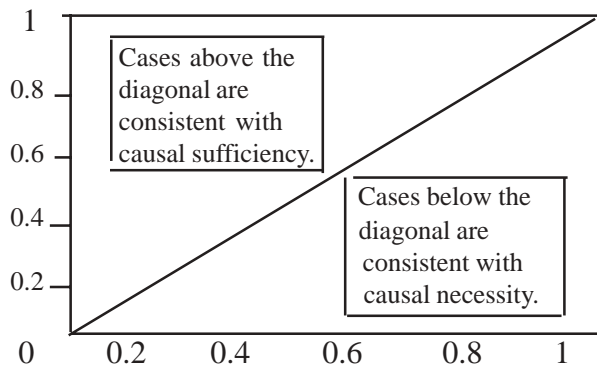 1
Cases above the
diagonal are
consistent with
causal sufficiency.
0.8
0.6
Cases below the
diagonal are
consistent with
causal necessity.
0.4
0.2
0 0.2 0.4 0.6 0.8 1